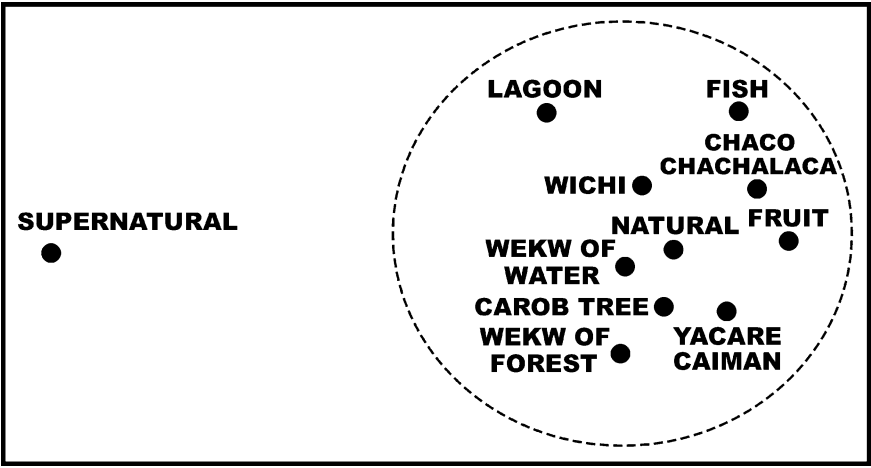 LAGOON
FISH
CHACO
CHACHALACA
WICHI
SUPERNATURAL
NATURAL
FRUIT
WEKW OF
WATER
CAROB TREE
WEKW OF
FOREST
YACARE
CAIMAN